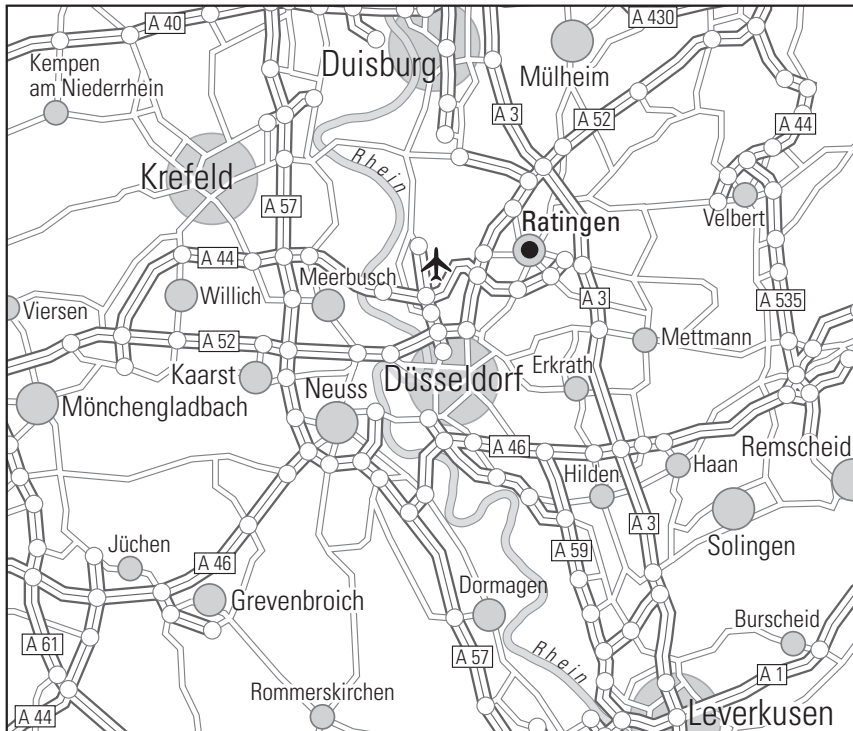 A 40
A 430
Duisburg
Mülheim
Kempen
am Niederrhein
A 3
A 52
A 44
Rhein
Krefeld
A 57
Ratingen
Velbert
A 44
Meerbusch
Willich
Viersen
A 3
A 535
A 52
Mettmann
Kaarst
Düsseldorf
Erkrath
Neuss
Mönchengladbach
A 46
Remscheid
Hilden
Haan
A 3
Solingen
Jüchen
A 46
A 59
Grevenbroich
Dormagen
Burscheid
A 61
A 57
Rhein
A 1
Rommerskirchen
A 44
Leverkusen